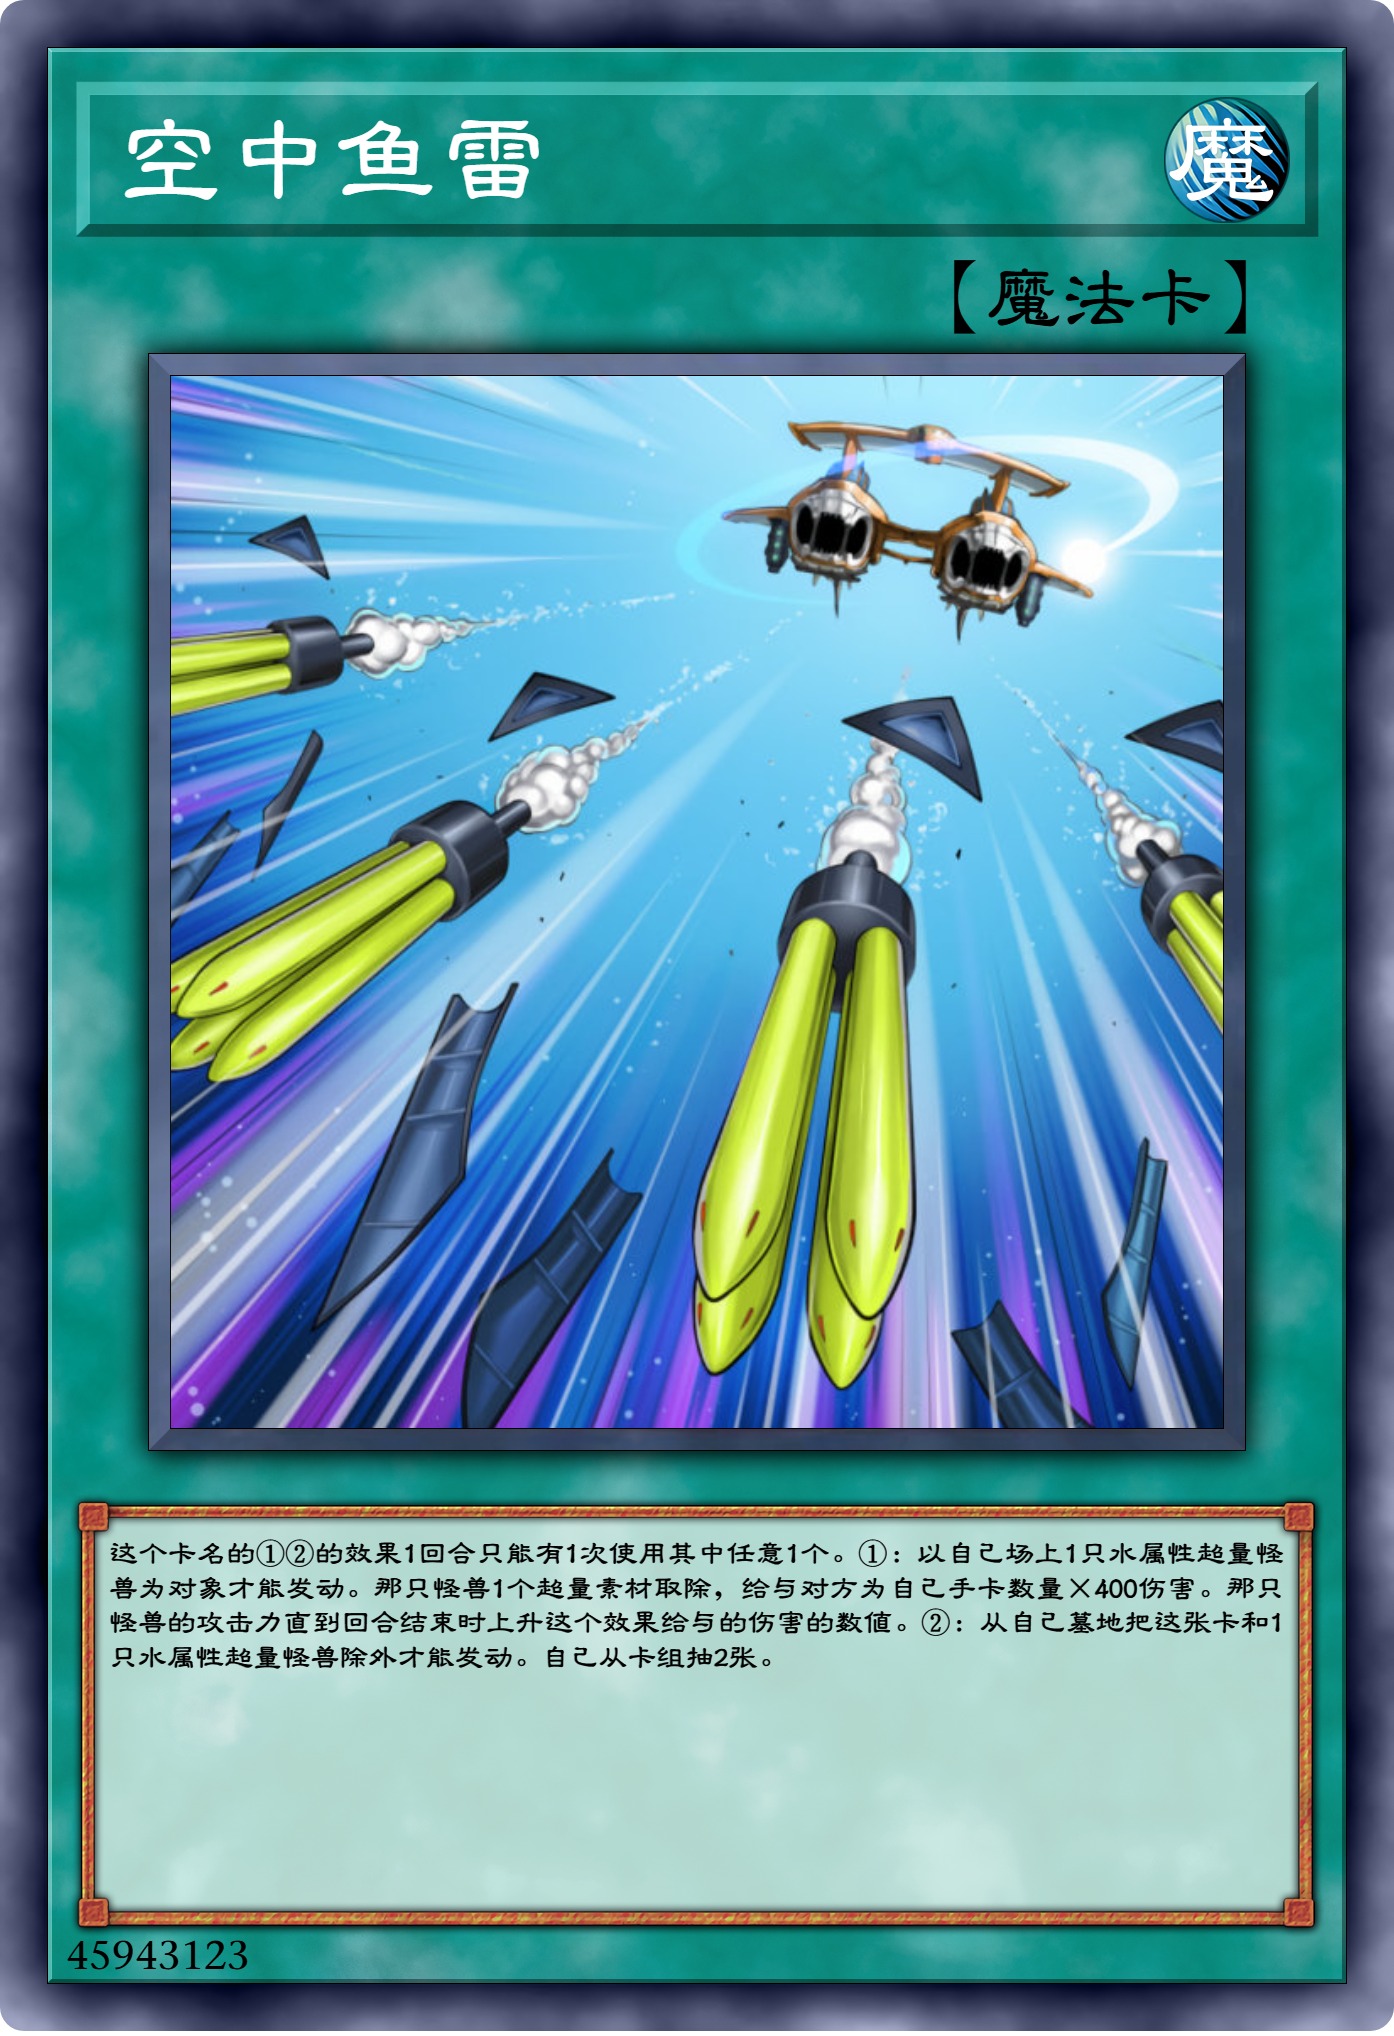 空中鱼雷
魔
【魔法卡】
这个卡名的①②的效果1回合只能有1次使用其中任意1个。①：以自己场上1只水属性超量怪
兽为对象才能发动。那只怪兽1个超量素材取除，给与对方为自己手卡数量×400伤害。那只
怪兽的攻击力直到回合结束时上升这个效果给与的伤害的数值。②：从自己墓地把这张卡和1
只水属性超量怪兽除外才能发动。自己从卡组抽2张。
45943123